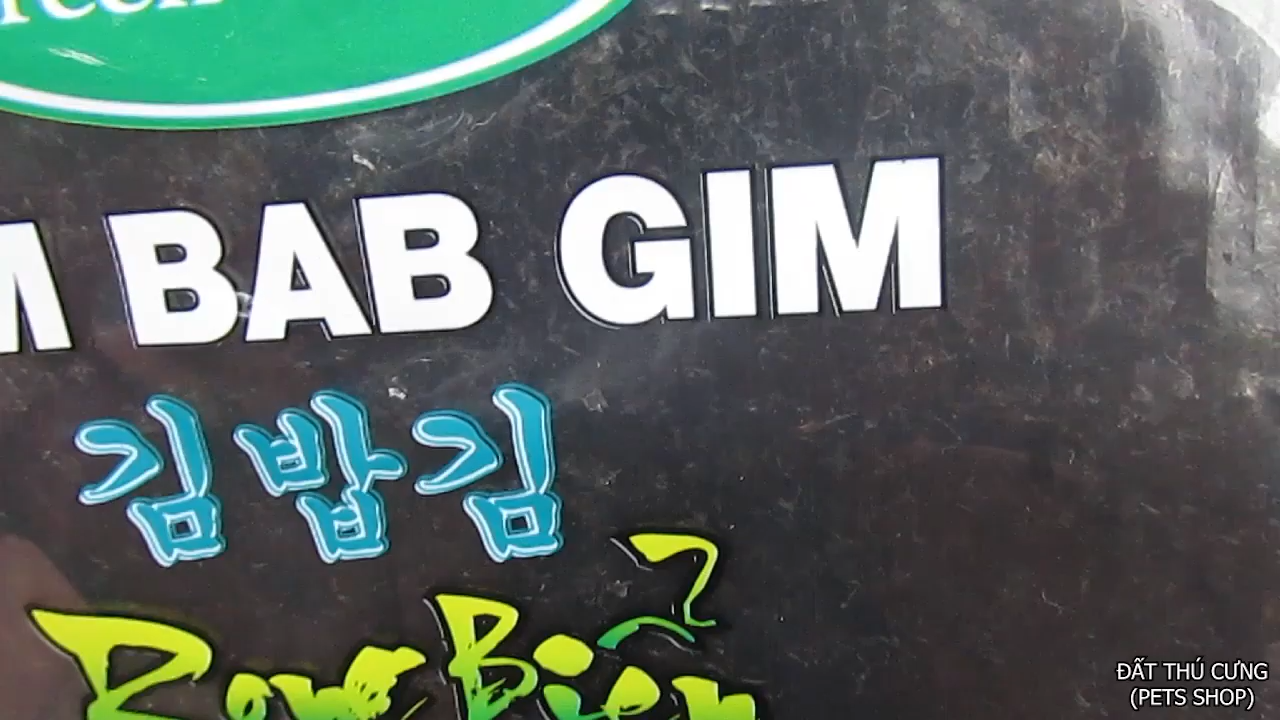 BAB GIM
김밥김
Rong Biển
ĐẤT THÚ CƯNG
(PETS SHOP)